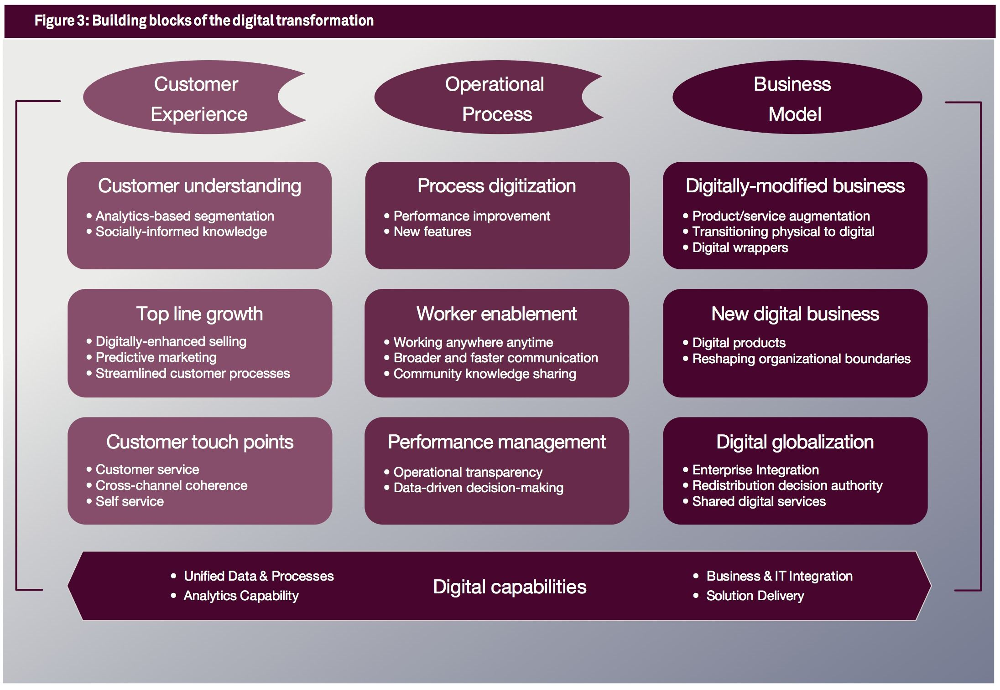 Figure 3: Building blocks of the digital transformation
Customer
Experience
Operational
Process
Business
Model
Customer understanding
• Analytics-based segmentation
• Socially-informed knowledge
Process digitization
• Performance improvement
• New features
Digitally-modified business
• Product/service augmentation
• Transitioning physical to digital
• Digital wrappers
Top line growth
• Digitally-enhanced selling
• Predictive marketing
• Streamlined customer processes
Worker enablement
• Working anywhere anytime
• Broader and faster communication
• Community knowledge sharing
New digital business
• Digital products
• Reshaping organizational boundaries
Customer touch points
• Customer service
• Cross-channel coherence
• Self service
Performance management
• Operational transparency
• Data-driven decision-making
Digital globalization
• Enterprise Integration
• Redistribution decision authority
• Shared digital services
• Unified Data & Processes
• Analytics Capability
Digital capabilities
• Business & IT Integration
• Solution Delivery